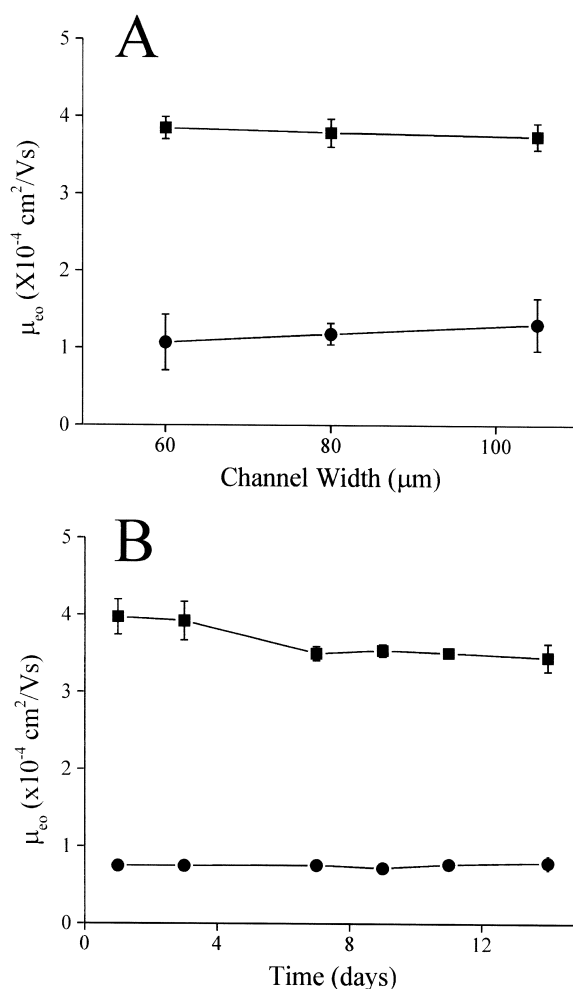 A
5
4
3
2
1
0
μeo (X10⁻⁴ cm²/Vs)
60 80 100
Channel Width (μm)
B
5
4
3
2
1
0
μeo (x10⁻⁴ cm²/Vs)
0 4 8 12
Time (days)